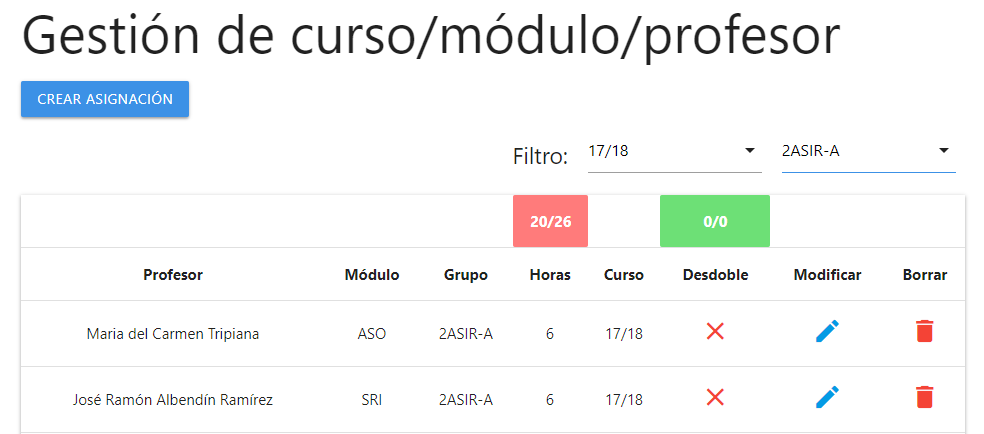 Gestión de curso/módulo/profesor
CREAR ASIGNACIÓN
Filtro: 17/18 2ASIR-A
20/26 0/0
Profesor Módulo Grupo Horas Curso Desdoble Modificar Borrar
Maria del Carmen Tripiana ASO 2ASIR-A 6 17/18
José Ramón Albendín Ramírez SRI 2ASIR-A 6 17/18